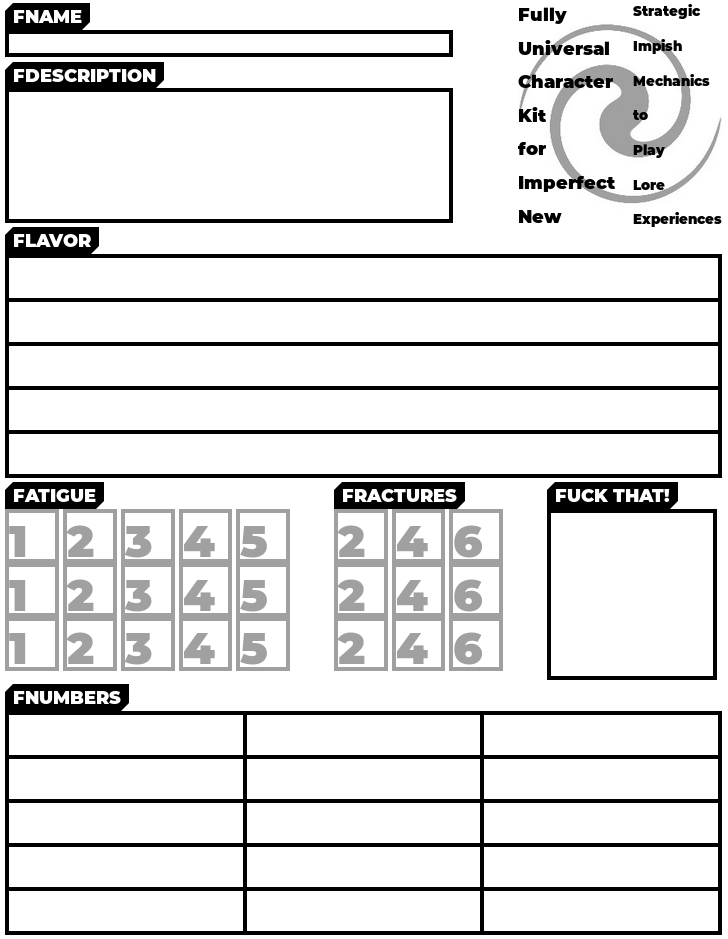 FNAME
FDESCRIPTION
Fully
Universal
Character
Kit
for
Imperfect
New
Strategic
Impish
Mechanics
to
Play
Lore
Experiences
FLAVOR
FATIGUE
1 2 3 4 5
1 2 3 4 5
1 2 3 4 5
FRACTURES
2 4 6
2 4 6
2 4 6
FUCK THAT!
FNUMBERS